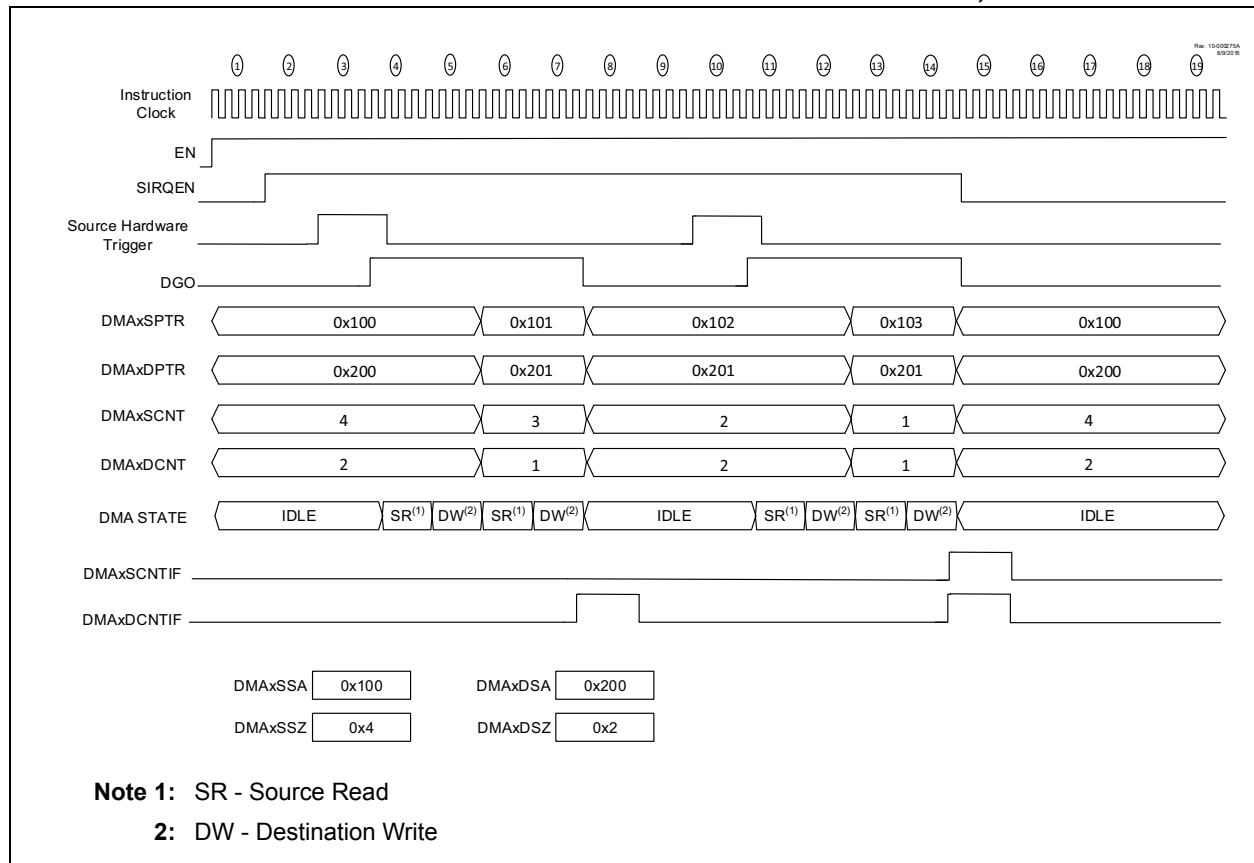 Rev. 10-000275A
8/9/2016
1 2 3 4 5 6 7 8 9 10 11 12 13 14 15 16 17 18 19
Instruction
Clock
EN
SIRQEN
Source Hardware
Trigger
DGO
DMAxSPTR 0x100 0x101 0x102 0x103 0x100
DMAxDPTR 0x200 0x201 0x201 0x201 0x200
DMAxSCNT 4 3 2 1 4
DMAxDCNT 2 1 2 1 2
DMA STATE IDLE SR(1) DW(2) SR(1) DW(2) IDLE SR(1) DW(2) SR(1) DW(2) IDLE
DMAxSCNTIF
DMAxDCNTIF
DMAxSSA 0x100 DMAxDSA 0x200
DMAxSSZ 0x4 DMAxDSZ 0x2
Note 1: SR - Source Read
2: DW - Destination Write